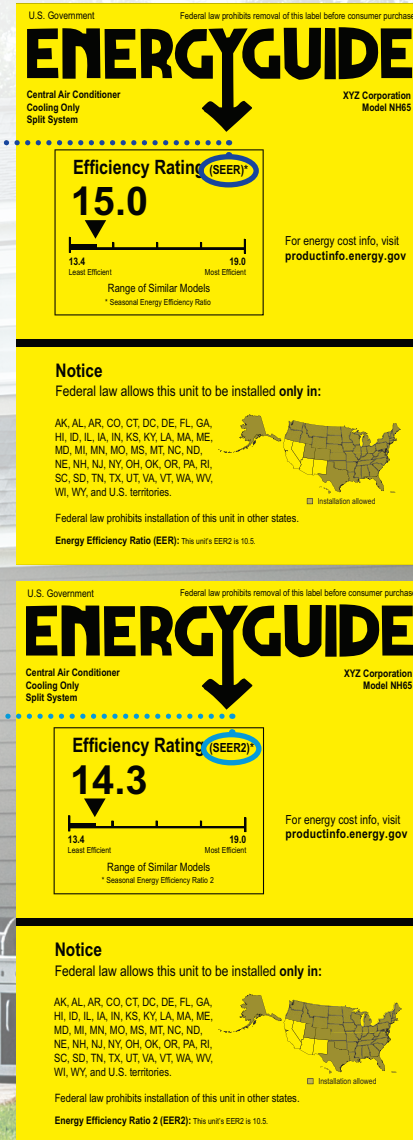 U.S. Government Federal law prohibits removal of this label before consumer purchase
ENERGYGUIDE
Central Air Conditioner
Cooling Only
Split System
XYZ Corporation
Model NH65
Efficiency Rating (SEER)*
15.0
13.4 19.0
Least Efficient Most Efficient
Range of Similar Models
* Seasonal Energy Efficiency Ratio
For energy cost info, visit
productinfo.energy.gov
Notice
Federal law allows this unit to be installed only in:
AK, AL, AR, CO, CT, DC, DE, FL, GA,
HI, ID, IL, IA, IN, KS, KY, LA, MA, ME,
MD, MI, MN, MO, MS, MT, NC, ND,
NE, NH, NJ, NY, OH, OK, OR, PA, RI,
SC, SD, TN, TX, UT, VA, VT, WA, WV,
WI, WY, and U.S. territories.
Installation allowed
Federal law prohibits installation of this unit in other states.
Energy Efficiency Ratio (EER): This unit's EER2 is 10.5.
U.S. Government Federal law prohibits removal of this label before consumer purchase
ENERGYGUIDE
Central Air Conditioner
Cooling Only
Split System
XYZ Corporation
Model NH65
Efficiency Rating (SEER2)*
14.3
13.4 19.0
Least Efficient Most Efficient
Range of Similar Models
* Seasonal Energy Efficiency Ratio 2
For energy cost info, visit
productinfo.energy.gov
Notice
Federal law allows this unit to be installed only in:
AK, AL, AR, CO, CT, DC, DE, FL, GA,
HI, ID, IL, IA, IN, KS, KY, LA, MA, ME,
MD, MI, MN, MO, MS, MT, NC, ND,
NE, NH, NJ, NY, OH, OK, OR, PA, RI,
SC, SD, TN, TX, UT, VA, VT, WA, WV,
WI, WY, and U.S. territories.
Installation allowed
Federal law prohibits installation of this unit in other states.
Energy Efficiency Ratio 2 (EER2): This unit's EER2 is 10.5.